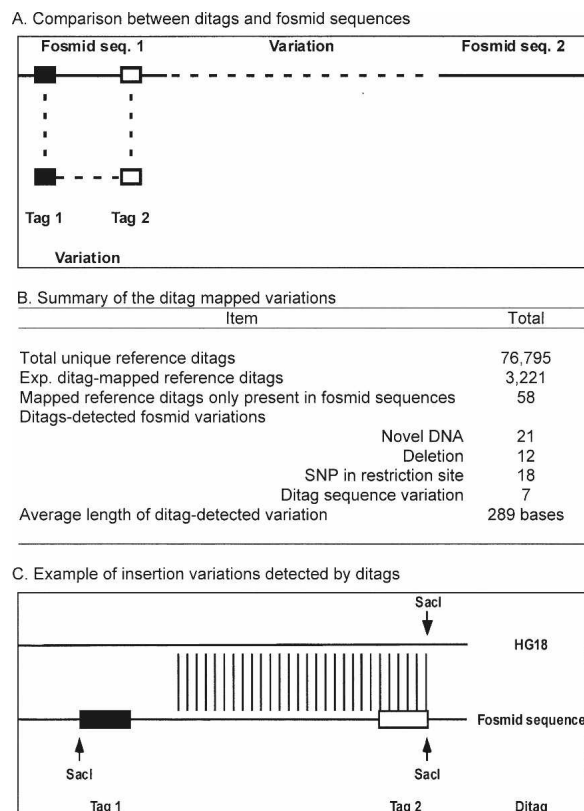 A. Comparison between ditags and fosmid sequences
Fosmid seq. 1 Variation Fosmid seq. 2
Tag 1 Tag 2
Variation
B. Summary of the ditag mapped variations
Item Total
Total unique reference ditags 76,795
Exp. ditag-mapped reference ditags 3,221
Mapped reference ditags only present in fosmid sequences 58
Ditags-detected fosmid variations
Novel DNA 21
Deletion 12
SNP in restriction site 18
Ditag sequence variation 7
Average length of ditag-detected variation 289 bases
C. Example of insertion variations detected by ditags
SacI
HG18
Fosmid sequence
SacI SacI
Tag 1 Tag 2 Ditag